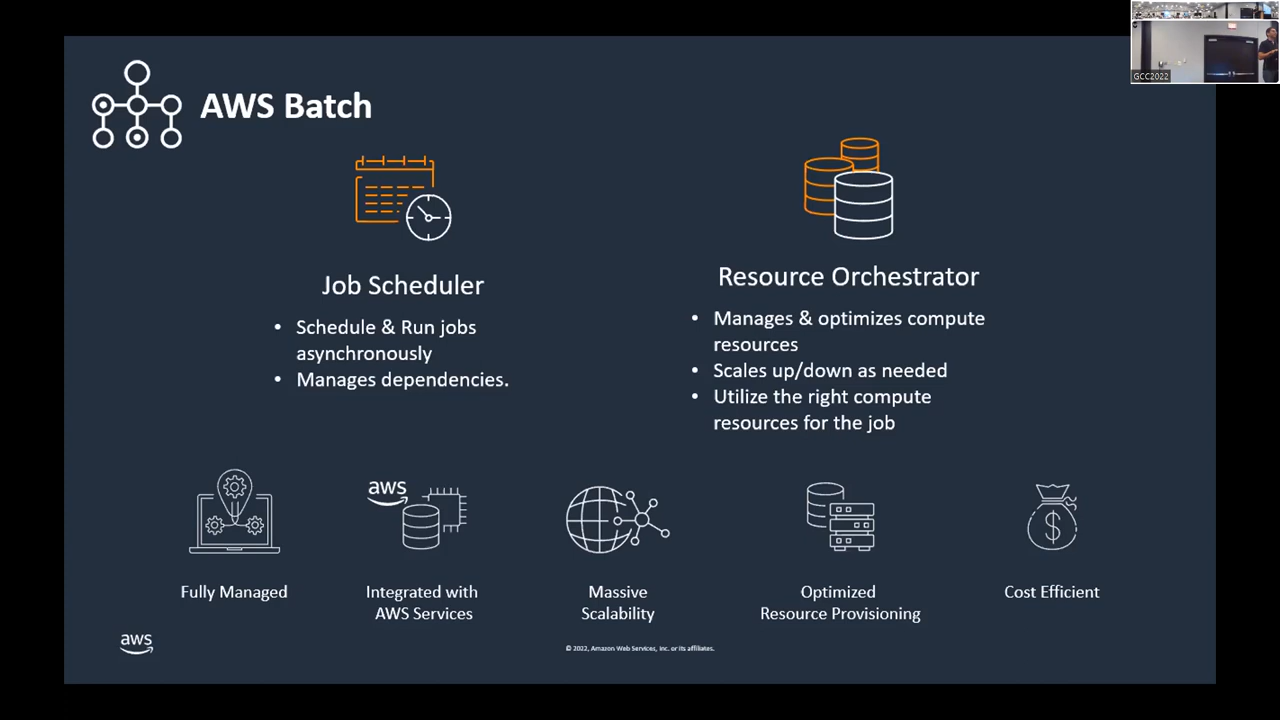 GCC2022
AWS Batch
Job Scheduler
• Schedule & Run jobs
asynchronously
• Manages dependencies.
Resource Orchestrator
• Manages & optimizes compute
resources
• Scales up/down as needed
• Utilize the right compute
resources for the job
Fully Managed
aws
Integrated with
AWS Services
Massive
Scalability
Optimized
Resource Provisioning
$
Cost Efficient
aws
© 2022, Amazon Web Services, Inc. or its affiliates.